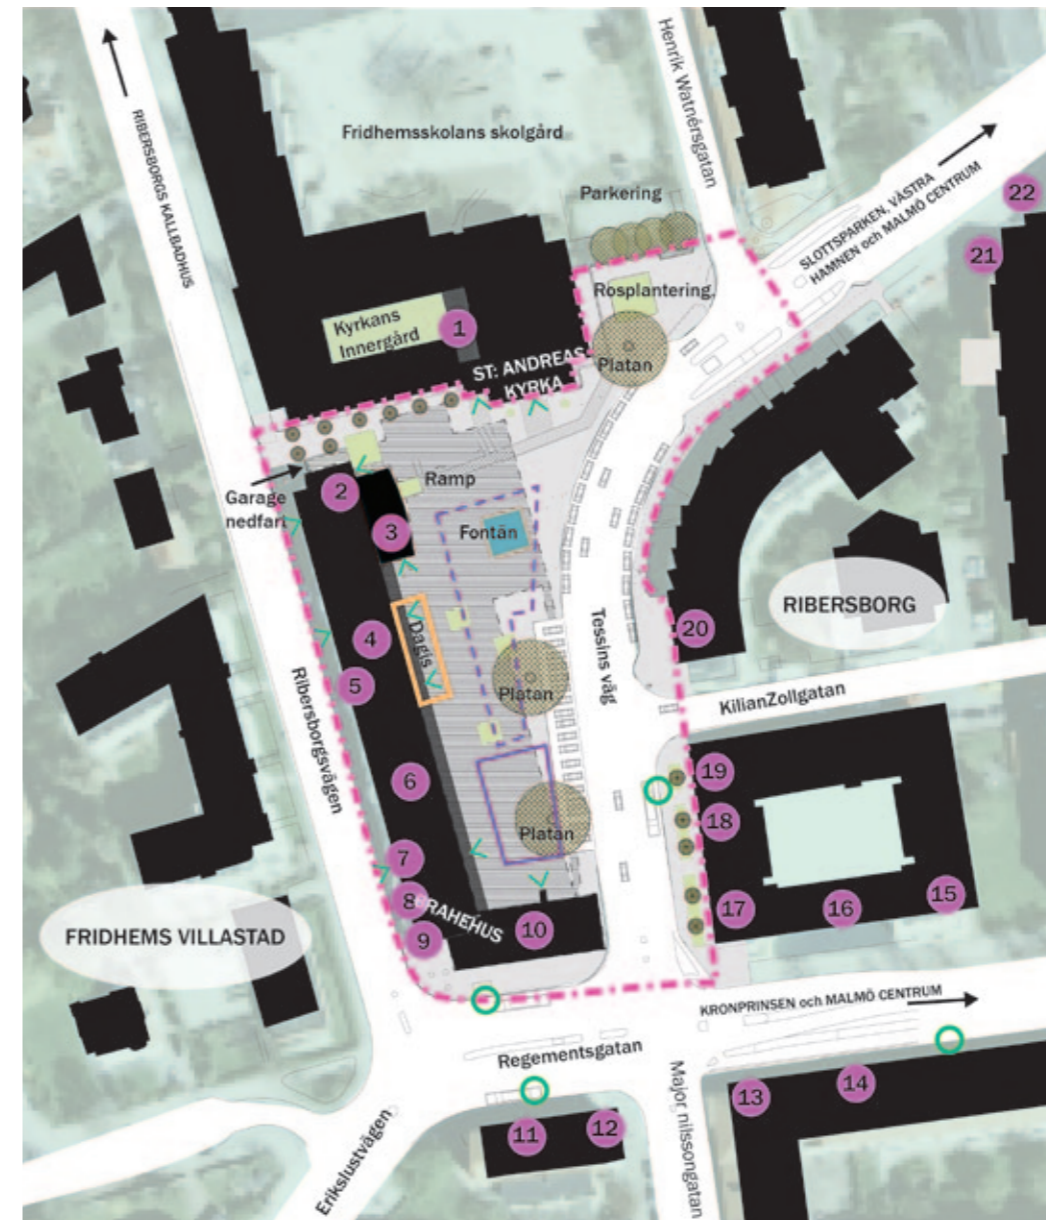 Henrik Watnérsgatan
RIBERSBORGS KALLBADHUS
Fridhemsskolans skolgård
Parkering
SLOTTSPARKEN, VÄSTRA
HAMNEN och MALMÖ CENTRUM
22
21
Rosplantering.
Kyrkans
Innergård
1
ST: ANDREAS
KYRKA
Platan
Garage
nedfart
2
Ramp
3
Fontän
RIBERSBORG
4
Dagis
Tessins väg
20
5
Ribersborgsvägen
Platan
KilianZollgatan
6
19
18
Platan
7
8
BRAHEHUS
9
10
17
16
15
FRIDHEMS VILLASTAD
KRONPRINSEN och MALMÖ CENTRUM
Regementsgatan
Major nilssongatan
13
14
11
12
Erikslustvägen